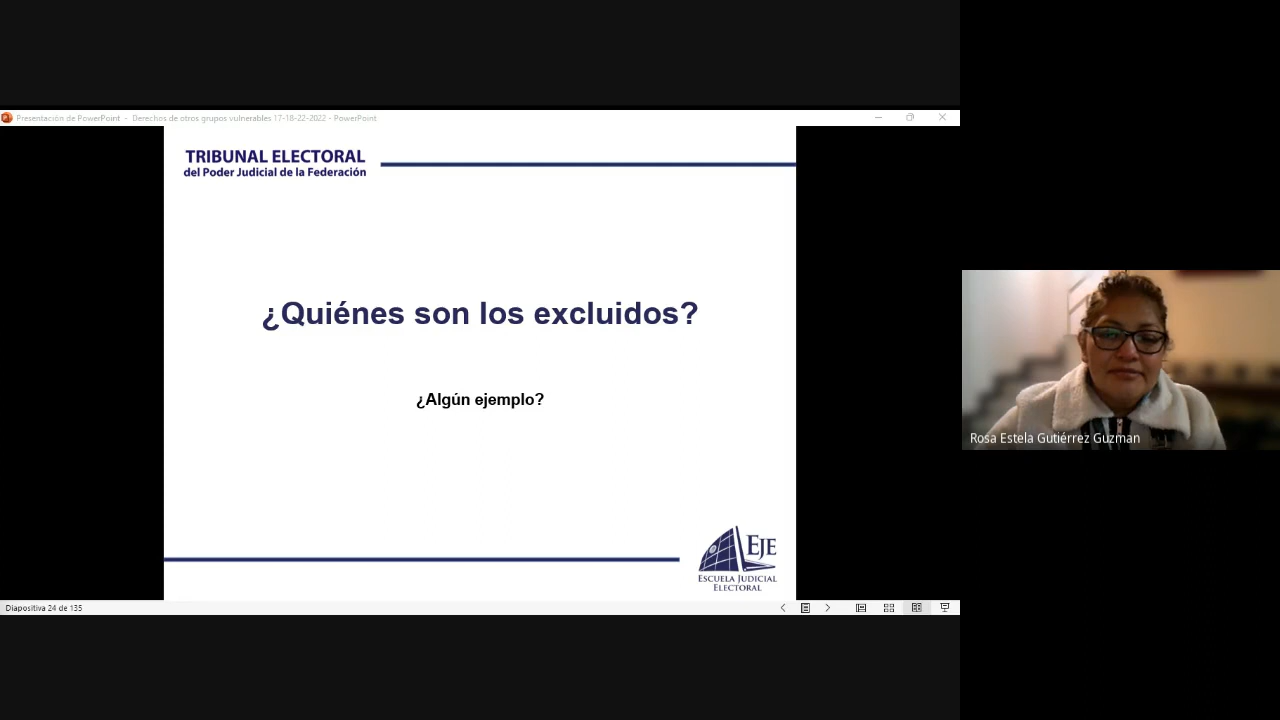 Presentación de PowerPoint - Derechos de otros grupos vulnerables 17-18-22-2022 - PowerPoint
TRIBUNAL ELECTORAL
del Poder Judicial de la Federación
¿Quiénes son los excluidos?
¿Algún ejemplo?
EJE
ESCUELA JUDICIAL
ELECTORAL
Diapositiva 24 de 135
Rosa Estela Gutiérrez Guzman